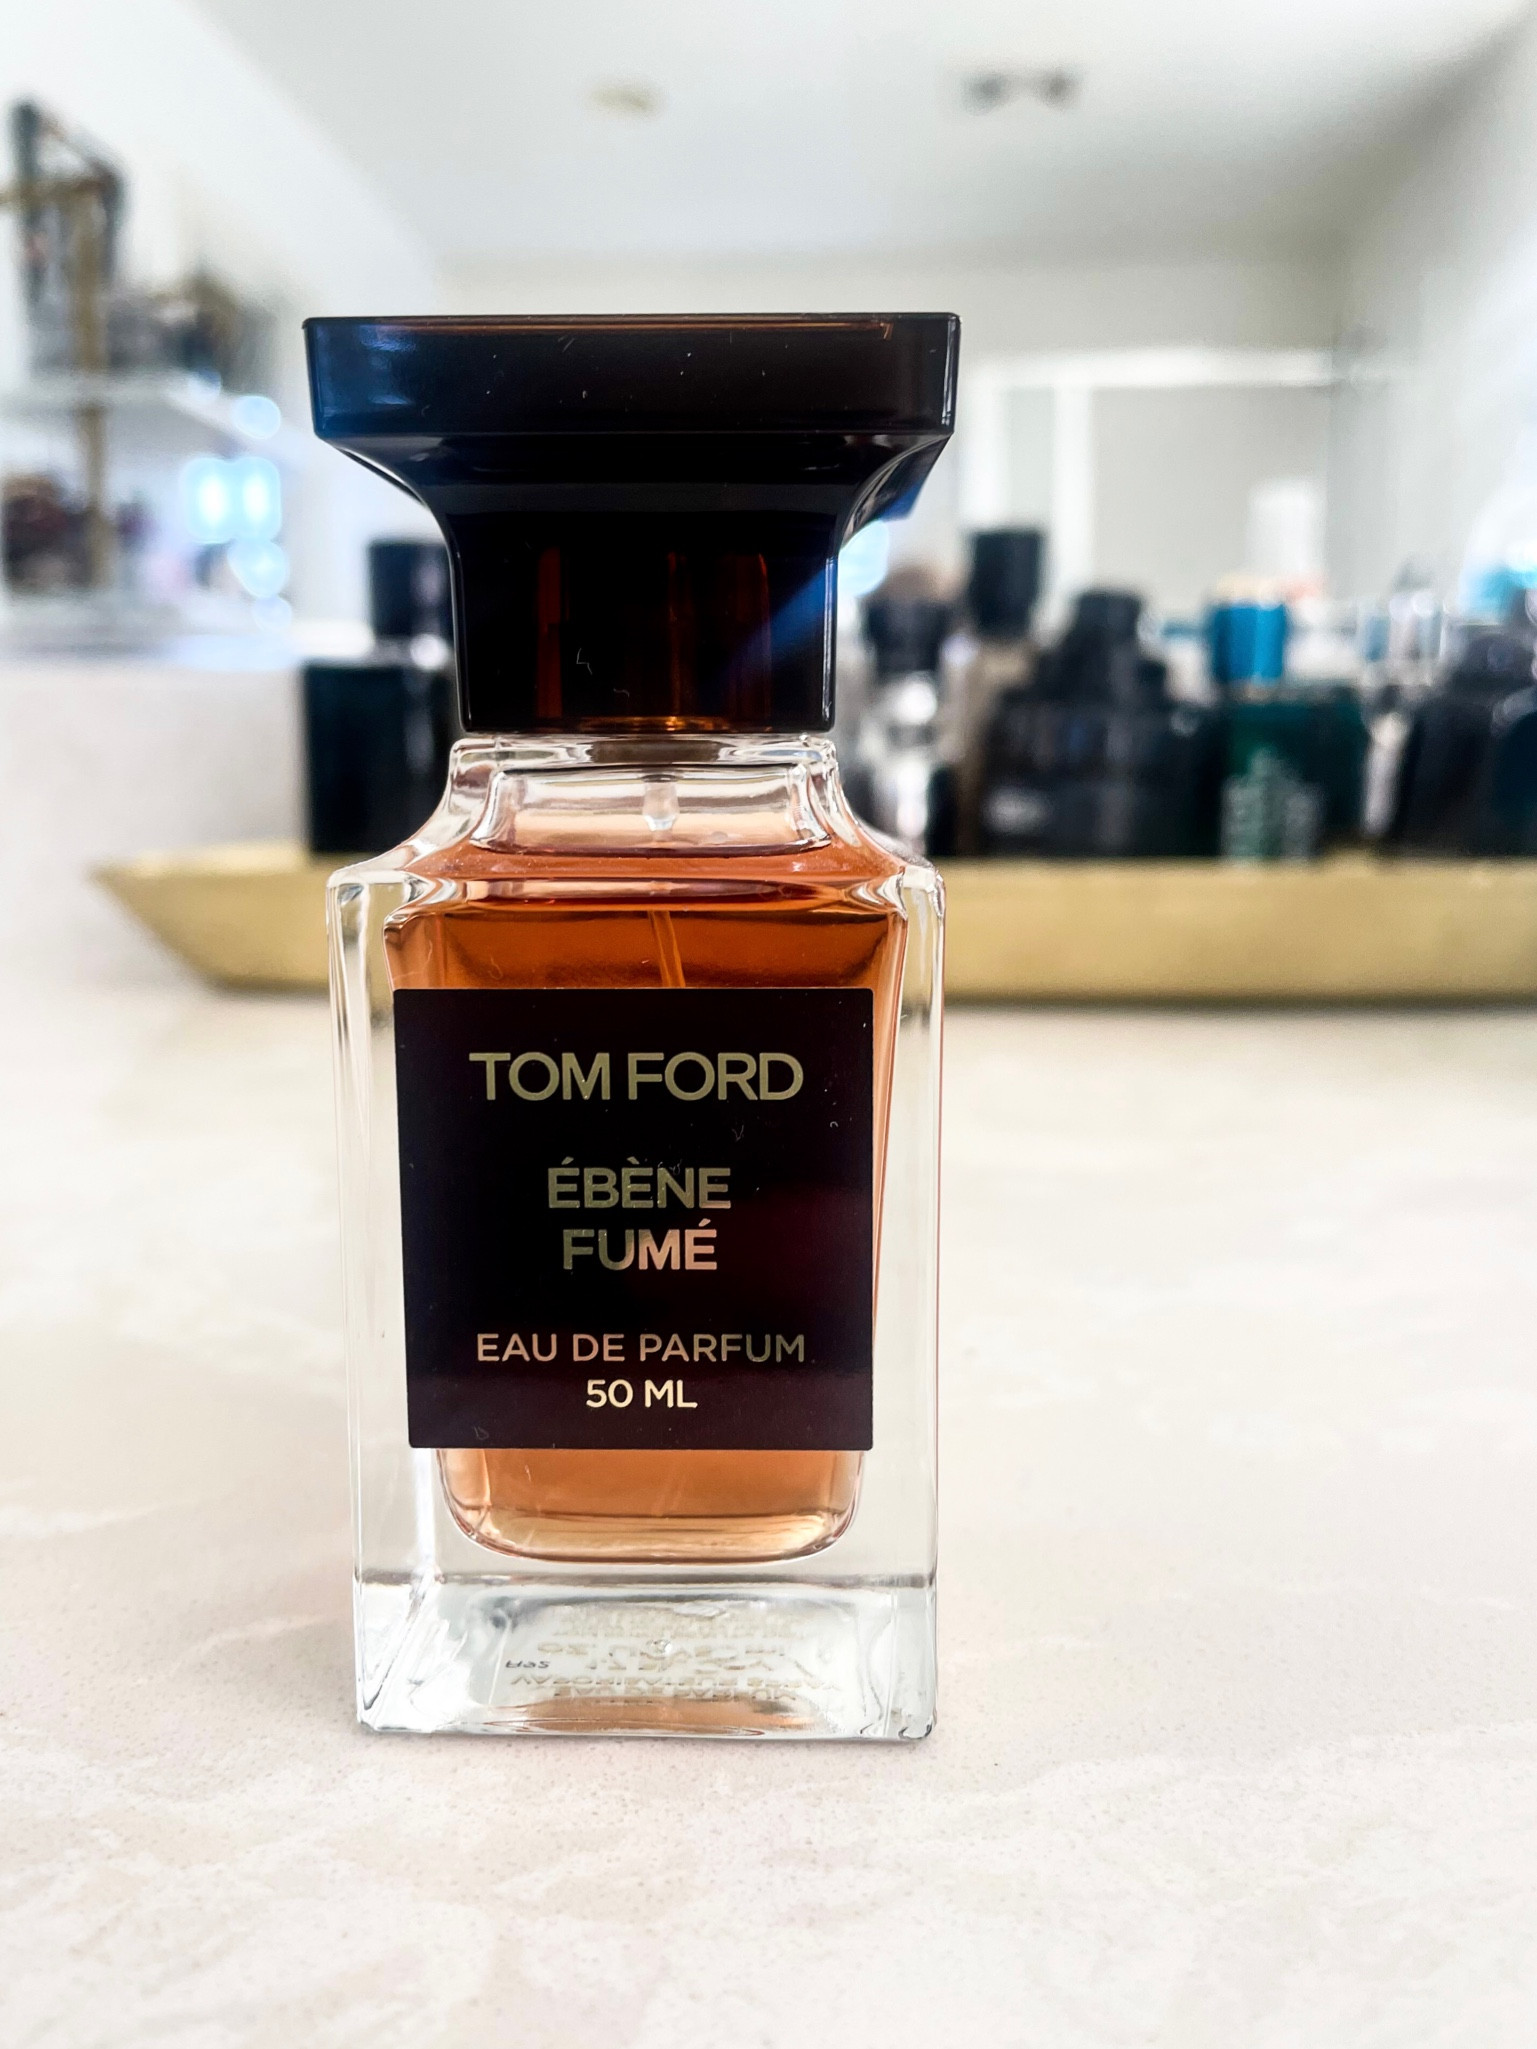 TOM FORD
ÉBÈNE
FUMÉ
EAU DE PARFUM
50 ML